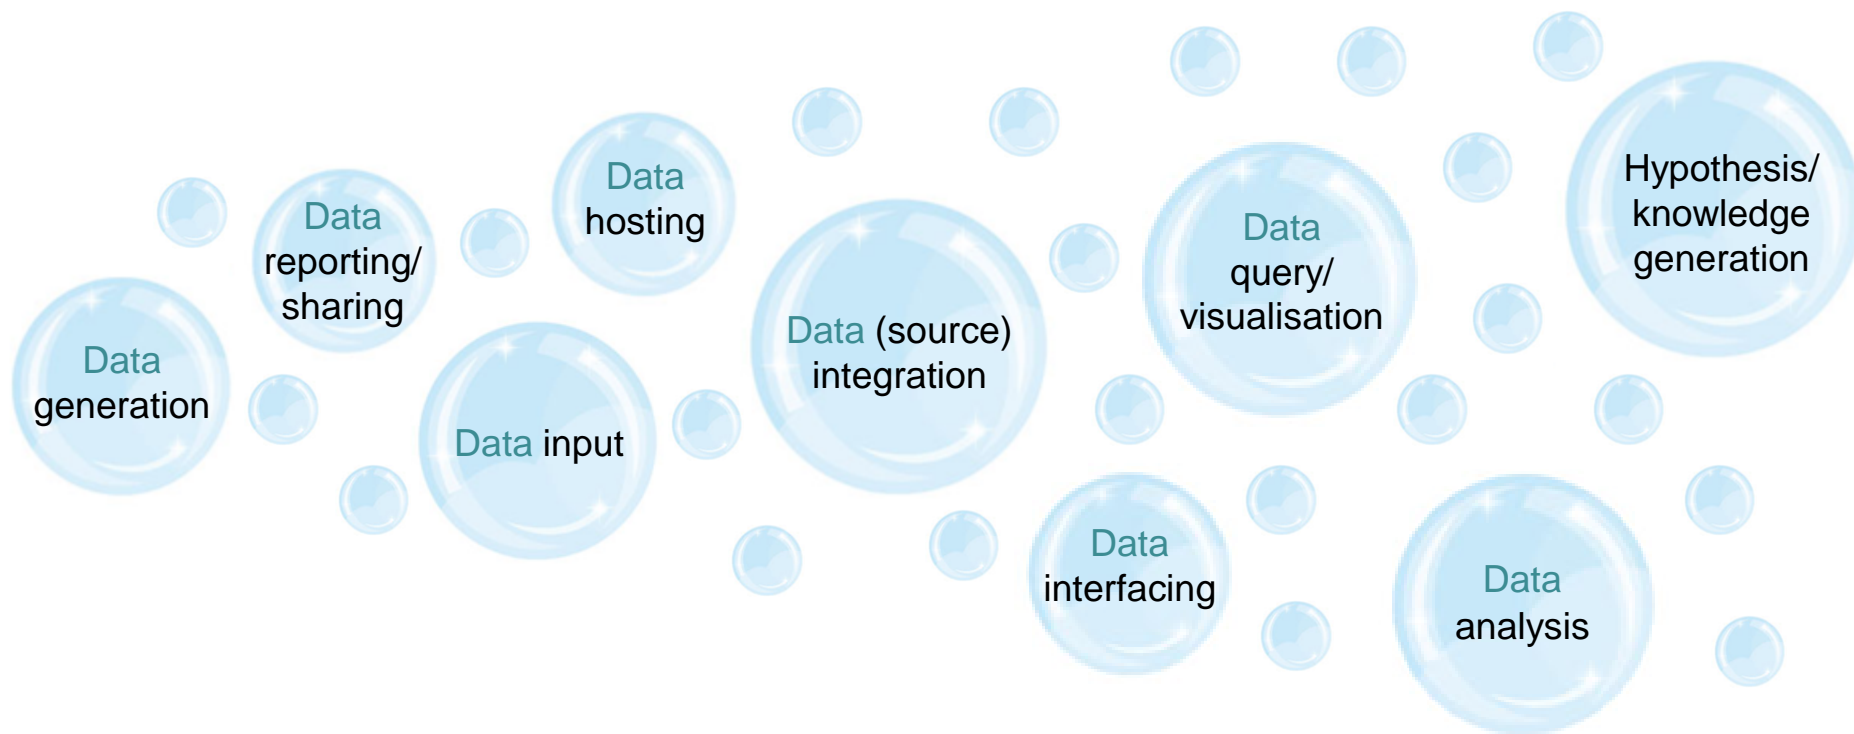 Data
generation
Data
reporting/
sharing
Data input
Data
hosting
Data (source)
integration
Data
interfacing
Data
query/
visualisation
Data
analysis
Hypothesis/
knowledge
generation